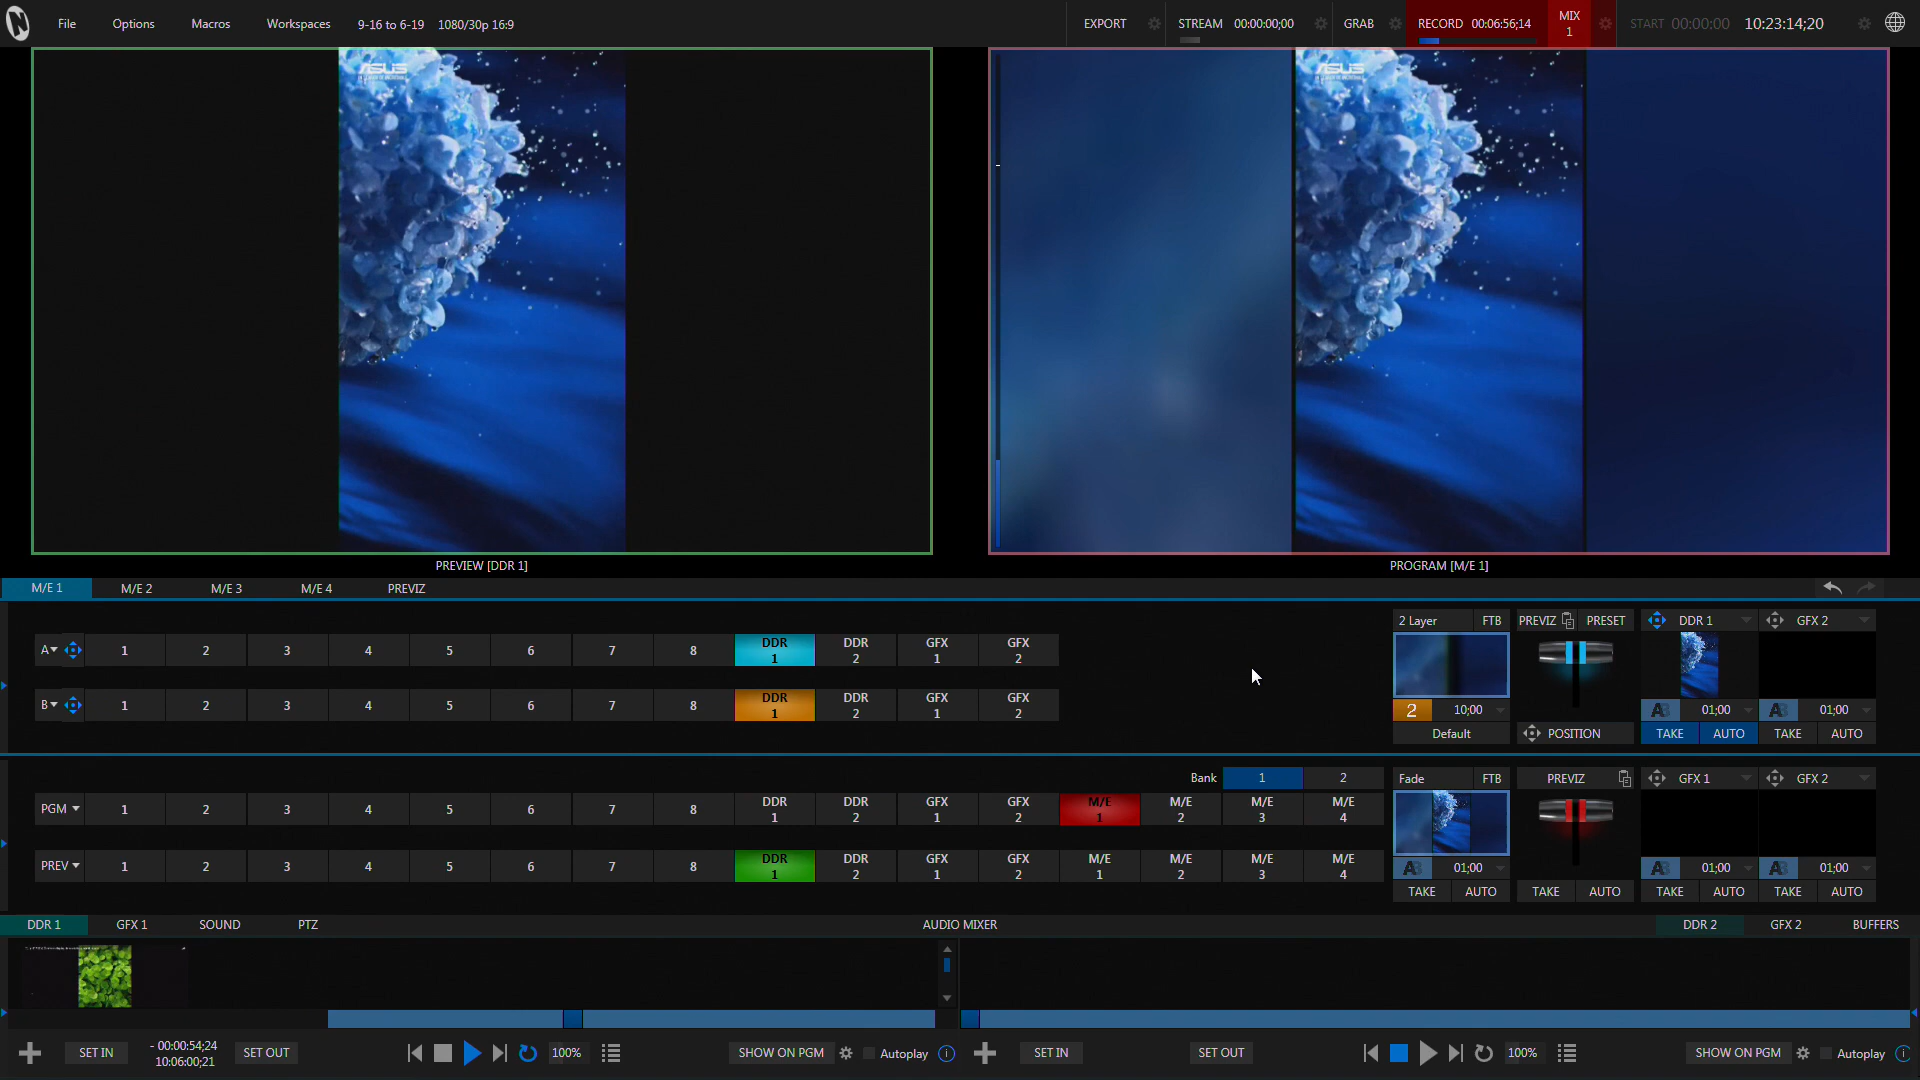 File Options Macros Workspaces 9-16 to 6-19 1080/30p 16:9 EXPORT STREAM 00:00:00;00 GRAB RECORD 00:06:56;14 MIX 1 START 00:00:00 10:23:14;20
ASUS
ASUS
PREVIEW [DDR 1]
PROGRAM [M/E 1]
M/E 1 M/E 2 M/E 3 M/E 4 PREVIZ
2 Layer FTB PREVIZ PRESET DDR 1 GFX 2
A 1 2 3 4 5 6 7 8 DDR 1 DDR 2 GFX 1 GFX 2
B 1 2 3 4 5 6 7 8 DDR 1 DDR 2 GFX 1 GFX 2
2 10;00 AB 01;00 AB 01;00
Default POSITION TAKE AUTO TAKE AUTO
Bank 1 2
Fade FTB PREVIZ GFX 1 GFX 2
PGM 1 2 3 4 5 6 7 8 DDR 1 DDR 2 GFX 1 GFX 2 M/E 1 M/E 2 M/E 3 M/E 4
PREV 1 2 3 4 5 6 7 8 DDR 1 DDR 2 GFX 1 GFX 2 M/E 1 M/E 2 M/E 3 M/E 4
AB 01;00 AB 01;00 AB 01;00
TAKE AUTO TAKE AUTO TAKE AUTO TAKE AUTO
DDR 1 GFX 1 SOUND PTZ AUDIO MIXER DDR 2 GFX 2 BUFFERS
SET IN - 00:00:54;24 SET OUT 100% SHOW ON PGM Autoplay SET IN SET OUT 100% SHOW ON PGM Autoplay
10:06:00;21